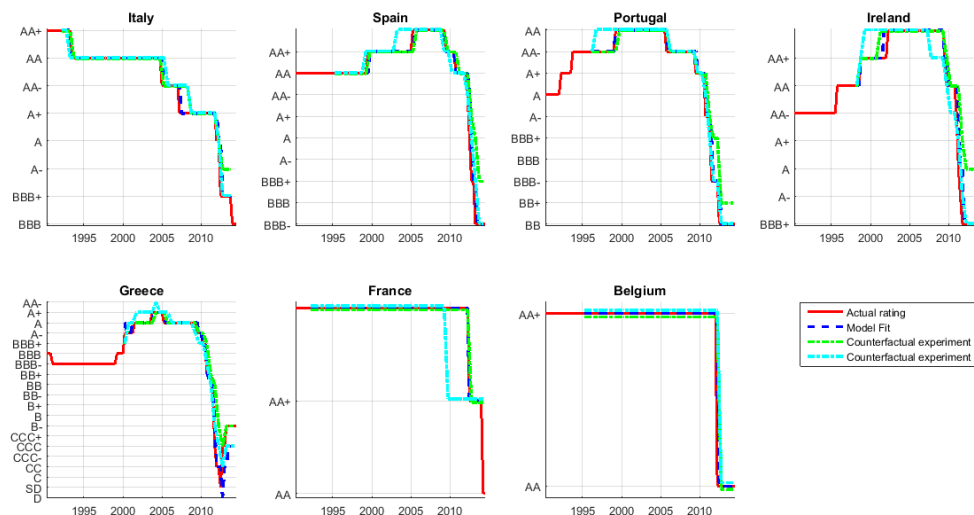 Italy
AA+
AA
AA-
A+
A
A-
BBB+
BBB
1995 2000 2005 2010
Spain
AA+
AA
AA-
A+
A
A-
BBB+
BBB
BBB-
1995 2000 2005 2010
Portugal
AA
AA-
A+
A
BBB+
BBB
BBB-
BB+
BB
1995 2000 2005 2010
Ireland
AA+
AA
AA-
A+
A
A-
BBB+
1995 2000 2005 2010
Greece
AA-
A+
A
A-
BBB+
BBB
BBB-
BB+
BB
BB-
B+
B
B-
CCC+
CCC
CCC-
CC
C
SD
D
1995 2000 2005 2010
France
AA+
AA
1995 2000 2005 2010
Belgium
AA+
AA
1995 2000 2005 2010
Actual rating
Model Fit
Counterfactual experiment
Counterfactual experiment